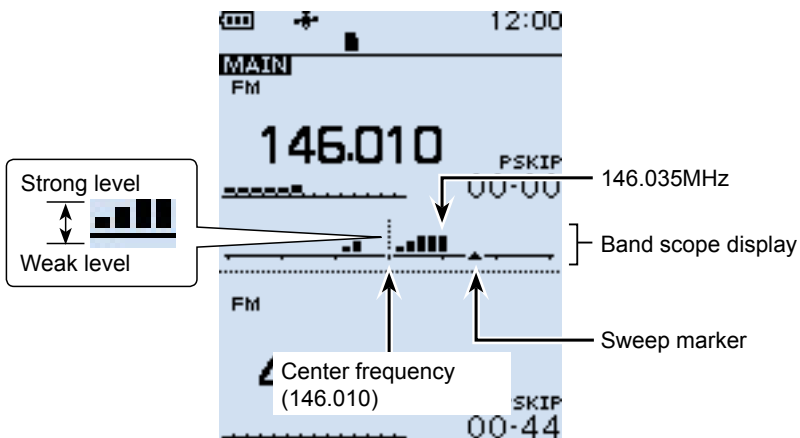 12:00
MAIN
FM
146.010
PSKIP
00-00
Strong level
Weak level
146.035MHz
Band scope display
FM
Sweep marker
Center frequency
(146.010)
00-44